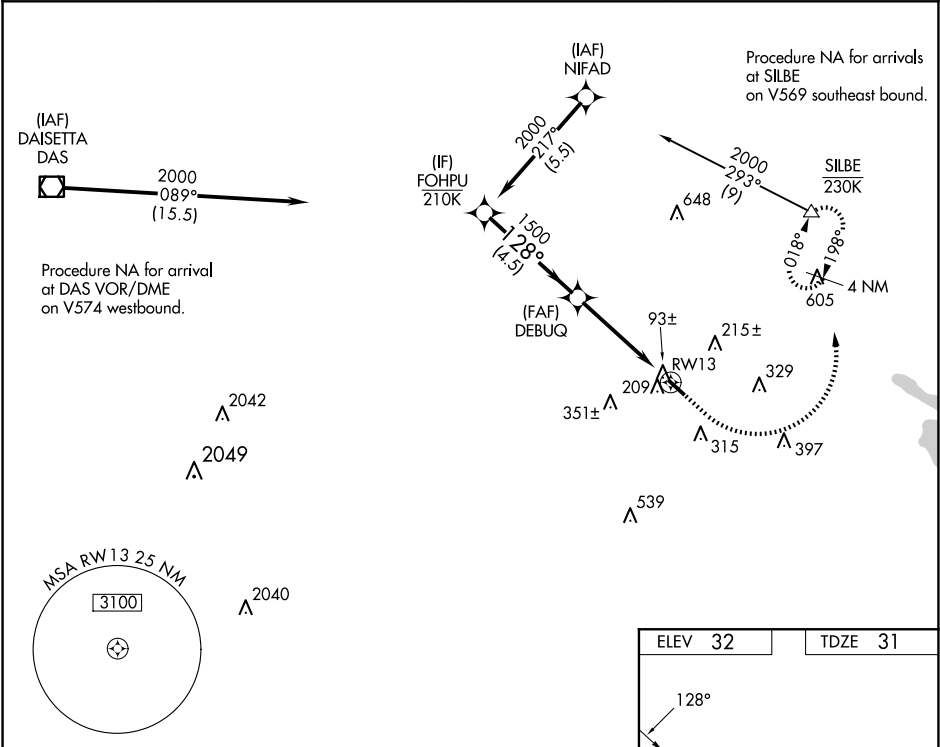 (IAF)
NIFAD
Procedure NA for arrivals
at SILBE
on V569 southeast bound.
(IAF)
DAISETTA
DAS
2000
089°
(15.5)
2000
217°
(5.5)
(IF)
FOHPU
210K
2000
293°
(9)
SILBE
230K
648
018°
198°
4 NM
605
1500
128°
(4.5)
Procedure NA for arrival
at DAS VOR/DME
on V574 westbound.
(FAF)
DEBUQ
93±
215±
RW13
209
329
351±
315
397
2042
2049
539
MSA RW13 25 NM
3100
2040
ELEV 32
TDZE 31
128°